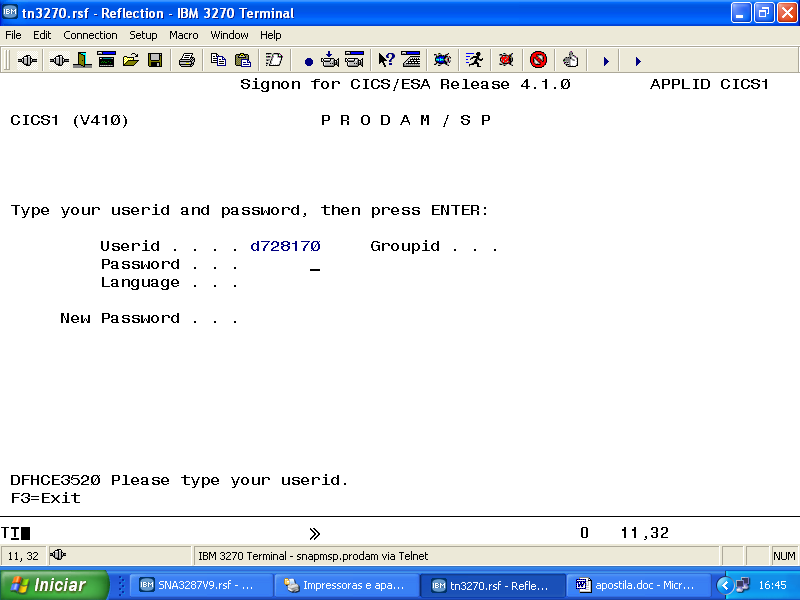 tn3270.rsf - Reflection - IBM 3270 Terminal
File Edit Connection Setup Macro Window Help
Signon for CICS/ESA Release 4.1.0 APPLID CICS1
CICS1 (V410) P R O D A M / S P
Type your userid and password, then press ENTER:
Userid . . . . d728170 Groupid . . .
Password . . .
Language . . .
New Password . . .
DFHCE3520 Please type your userid.
F3=Exit
0 11,32
11, 32 IBM 3270 Terminal - snapmsp.prodam via Telnet NUM
Iniciar SNA3287V9.rsf - ... Impressoras e apa... tn3270.rsf - Refle... apostila.doc - Micr... 16:45